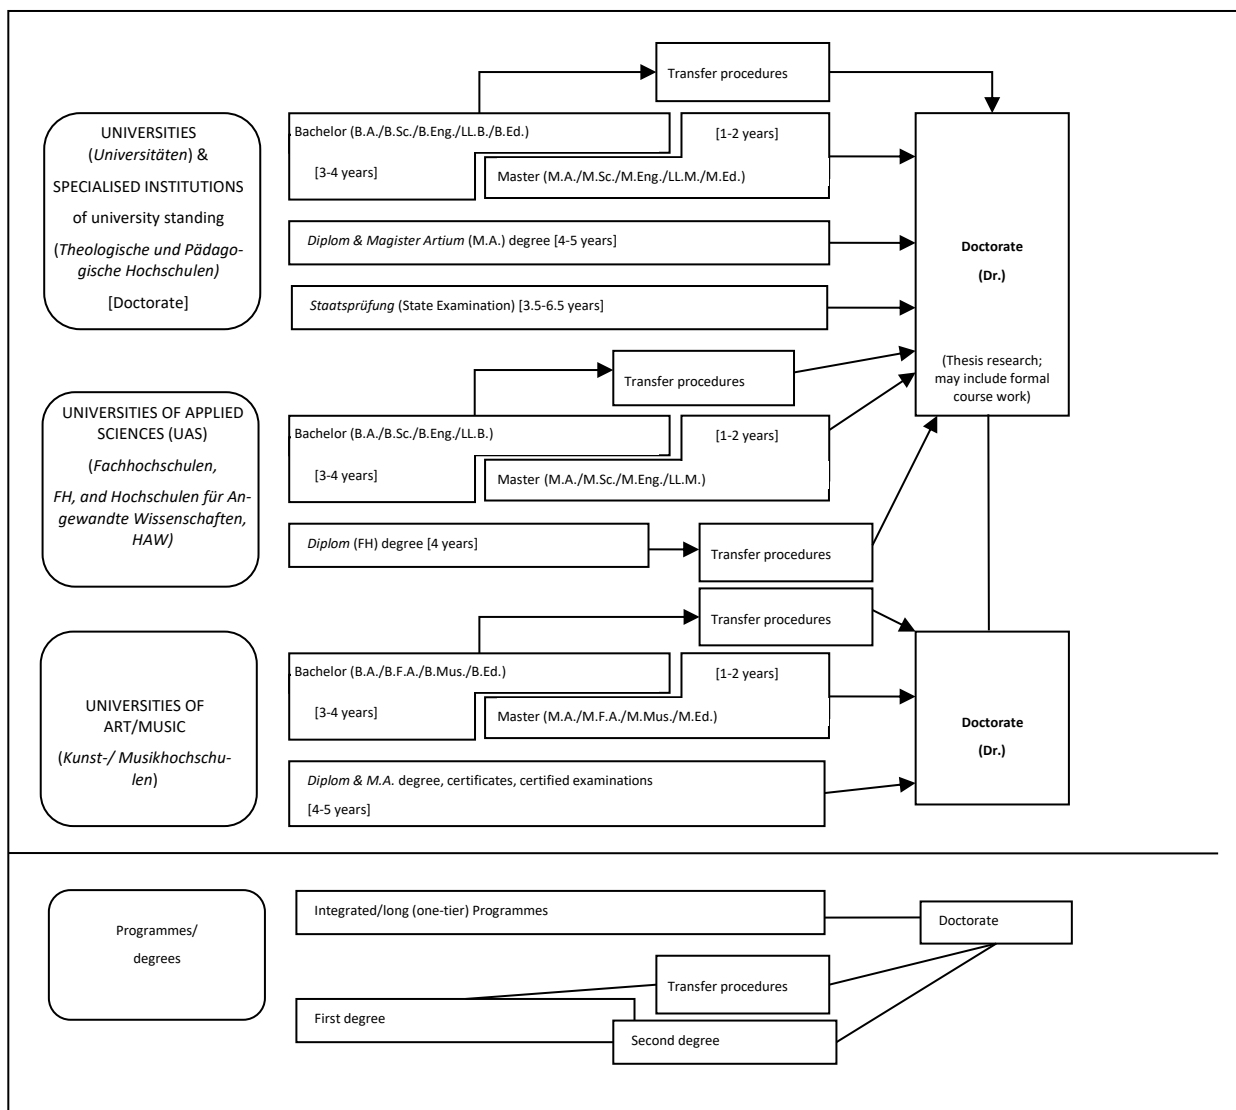 Transfer procedures
UNIVERSITIES
(Universitäten) &
SPECIALISED INSTITUTIONS
of university standing
(Theologische und Pädago-
gische Hochschulen)
[Doctorate]
Bachelor (B.A./B.Sc./B.Eng./LL.B./B.Ed.)
[3-4 years]
[1-2 years]
Master (M.A./M.Sc./M.Eng./LL.M./M.Ed.)
Diplom & Magister Artium (M.A.) degree [4-5 years]
Staatsprüfung (State Examination) [3.5-6.5 years]
Doctorate
(Dr.)
(Thesis research;
may include formal
course work)
Transfer procedures
UNIVERSITIES OF APPLIED
SCIENCES (UAS)
(Fachhochschulen,
FH, and Hochschulen für An-
gewandte Wissenschaften,
HAW)
Bachelor (B.A./B.Sc./B.Eng./LL.B.)
[3-4 years]
[1-2 years]
Master (M.A./M.Sc./M.Eng./LL.M.)
Diplom (FH) degree [4 years]
Transfer procedures
Transfer procedures
UNIVERSITIES OF
ART/MUSIC
(Kunst-/ Musikhochschu-
len)
Bachelor (B.A./B.F.A./B.Mus./B.Ed.)
[3-4 years]
[1-2 years]
Master (M.A./M.F.A./M.Mus./M.Ed.)
Diplom & M.A. degree, certificates, certified examinations
[4-5 years]
Doctorate
(Dr.)
Programmes/
degrees
Integrated/long (one-tier) Programmes
Doctorate
Transfer procedures
First degree
Second degree